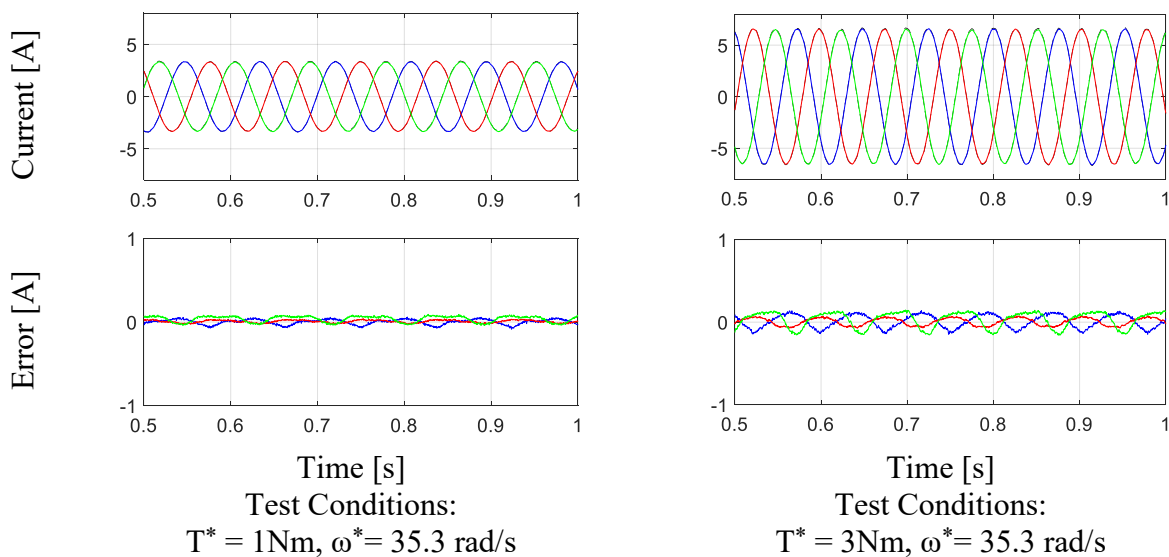 Current [A]
5
0
-5
0.5 0.6 0.7 0.8 0.9 1
5
0
-5
0.5 0.6 0.7 0.8 0.9 1
Error [A]
1
0
-1
0.5 0.6 0.7 0.8 0.9 1
1
0
-1
0.5 0.6 0.7 0.8 0.9 1
Time [s]
Test Conditions:
T* = 1Nm, ω*= 35.3 rad/s
Time [s]
Test Conditions:
T* = 3Nm, ω*= 35.3 rad/s